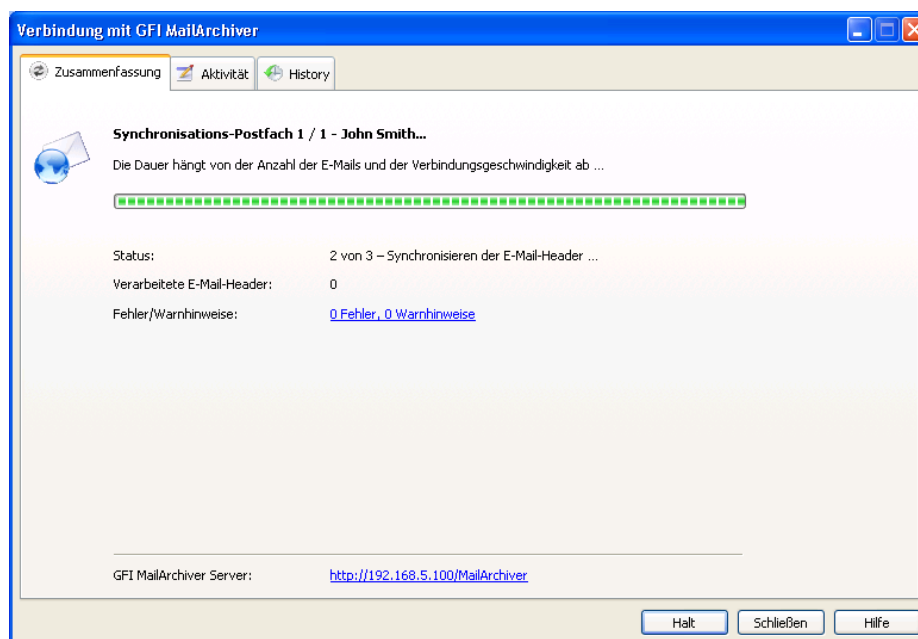 Verbindung mit GFI MailArchiver
Zusammenfassung Aktivität History
Synchronisations-Postfach 1 / 1 - John Smith...
Die Dauer hängt von der Anzahl der E-Mails und der Verbindungsgeschwindigkeit ab ...
Status: 2 von 3 – Synchronisieren der E-Mail-Header ...
Verarbeitete E-Mail-Header: 0
Fehler/Warnhinweise: 0 Fehler, 0 Warnhinweise
GFI MailArchiver Server: http://192.168.5.100/MailArchiver
Halt Schließen Hilfe